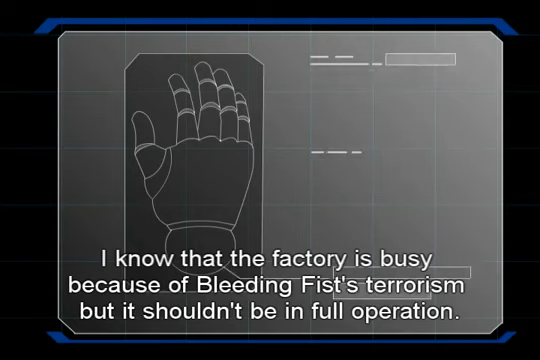 I know that the factory is busy
because of Bleeding Fist's terrorism
but it shouldn't be in full operation.